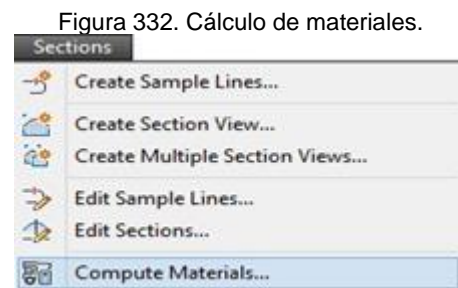 Figura 332. Cálculo de materiales.
Sections
Create Sample Lines...
Create Section View...
Create Multiple Section Views...
Edit Sample Lines...
Edit Sections...
Compute Materials...